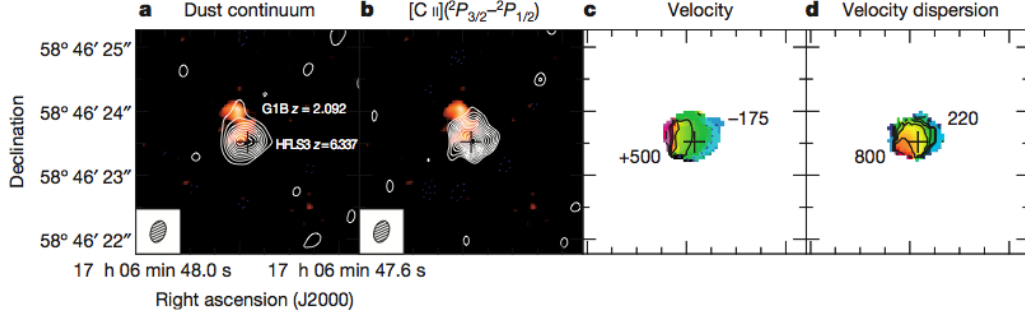 a Dust continuum
b [C II](²P₃/₂–²P₁/₂)
c Velocity
d Velocity dispersion
Declination
58° 46′ 25″
58° 46′ 24″
58° 46′ 23″
58° 46′ 22″
G1B z = 2.092
HFLS3 z = 6.337
–175
+500
220
800
17 h 06 min 48.0 s
17 h 06 min 47.6 s
Right ascension (J2000)